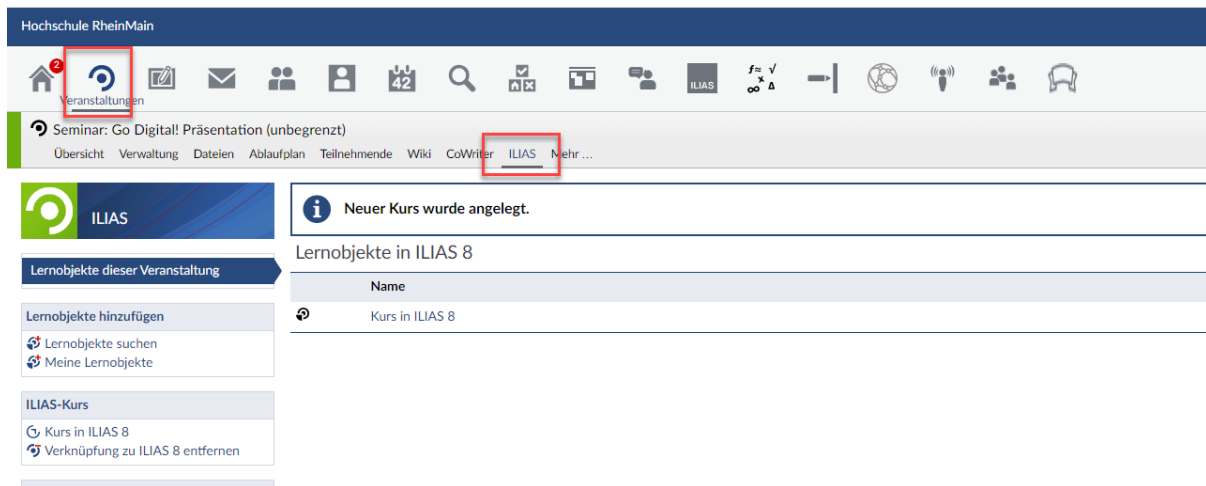 Hochschule RheinMain
2
42
ILIAS
f≈ √
x
∞ Δ
Veranstaltungen
Seminar: Go Digital! Präsentation (unbegrenzt)
Übersicht Verwaltung Dateien Ablaufplan Teilnehmende Wiki CoWriter ILIAS Mehr ...
ILIAS
Neuer Kurs wurde angelegt.
Lernobjekte in ILIAS 8
Lernobjekte dieser Veranstaltung
Name
Lernobjekte hinzufügen
Kurs in ILIAS 8
Lernobjekte suchen
Meine Lernobjekte
ILIAS-Kurs
Kurs in ILIAS 8
Verknüpfung zu ILIAS 8 entfernen